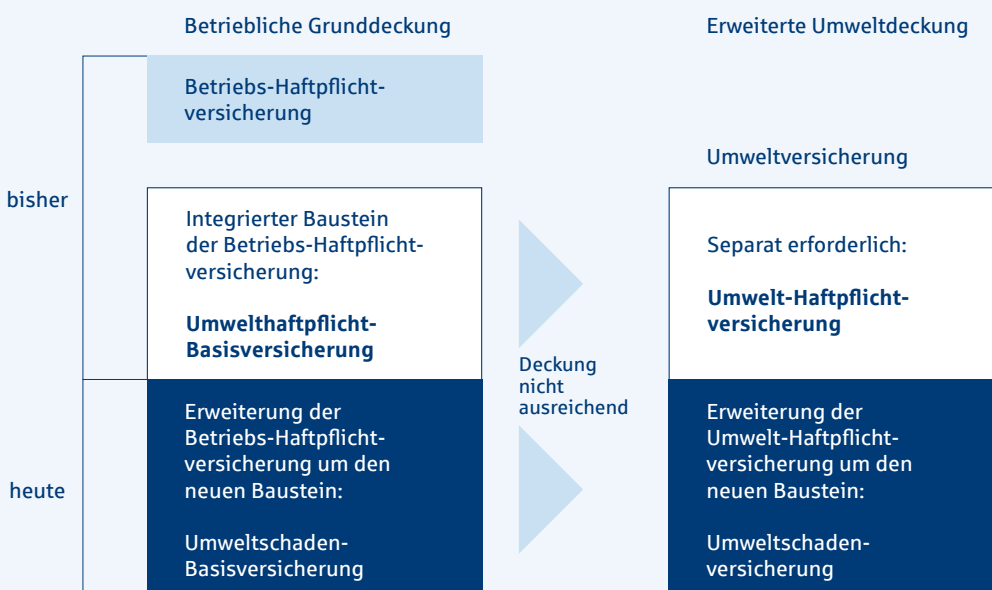 Betriebliche Grunddeckung
Erweiterte Umweltdeckung
Betriebs-Haftpflicht-
versicherung
Umweltversicherung
bisher
Integrierter Baustein
der Betriebs-Haftpflicht-
versicherung:
Umwelthaftpflicht-
Basisversicherung
Separat erforderlich:
Umwelt-Haftpflicht-
versicherung
Deckung
nicht
ausreichend
heute
Erweiterung der
Betriebs-Haftpflicht-
versicherung um den
neuen Baustein:
Umweltschaden-
Basisversicherung
Erweiterung der
Umwelt-Haftpflicht-
versicherung um den
neuen Baustein:
Umweltschaden-
versicherung